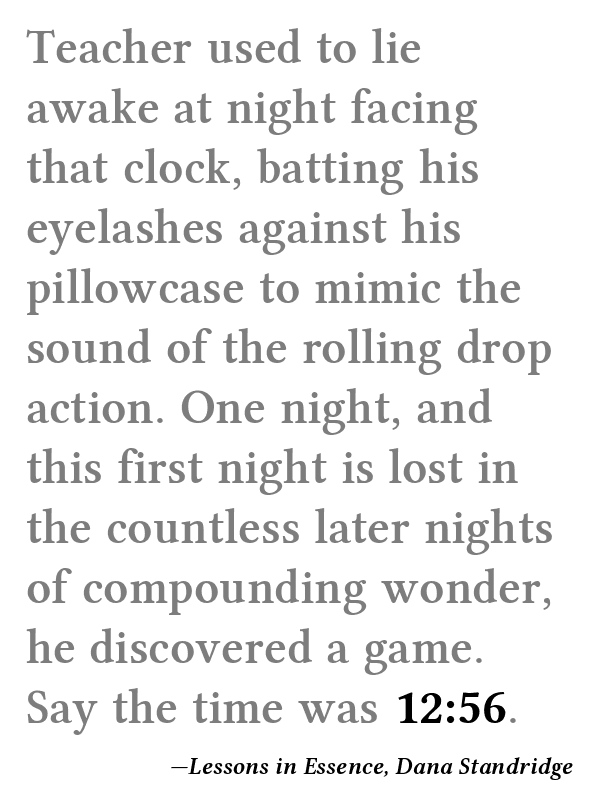 Teacher used to lie
awake at night facing
that clock, batting his
eyelashes against his
pillowcase to mimic the
sound of the rolling drop
action. One night, and
this first night is lost in
the countless later nights
of compounding wonder,
he discovered a game.
Say the time was 12:56.
—Lessons in Essence, Dana Standridge